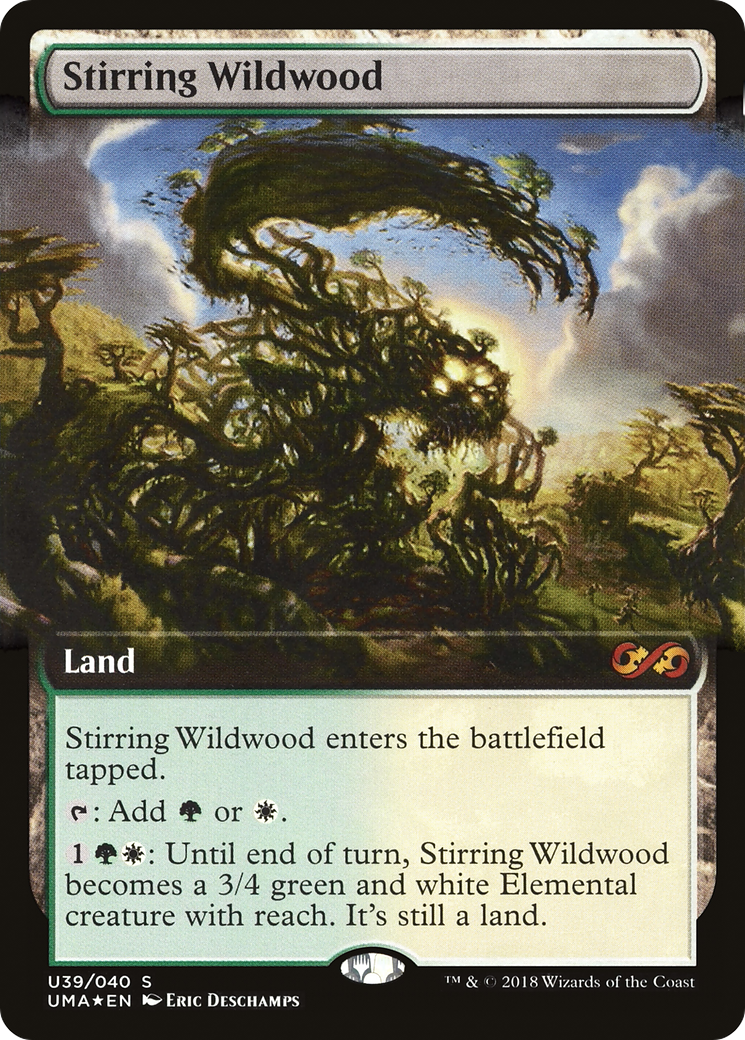 Stirring Wildwood
Land
Stirring Wildwood enters the battlefield
tapped.
: Add or .
1 : Until end of turn, Stirring Wildwood
becomes a 3/4 green and white Elemental
creature with reach. It's still a land.
U39/040 S
™ & © 2018 Wizards of the Coast
UMA★EN Eric Deschamps